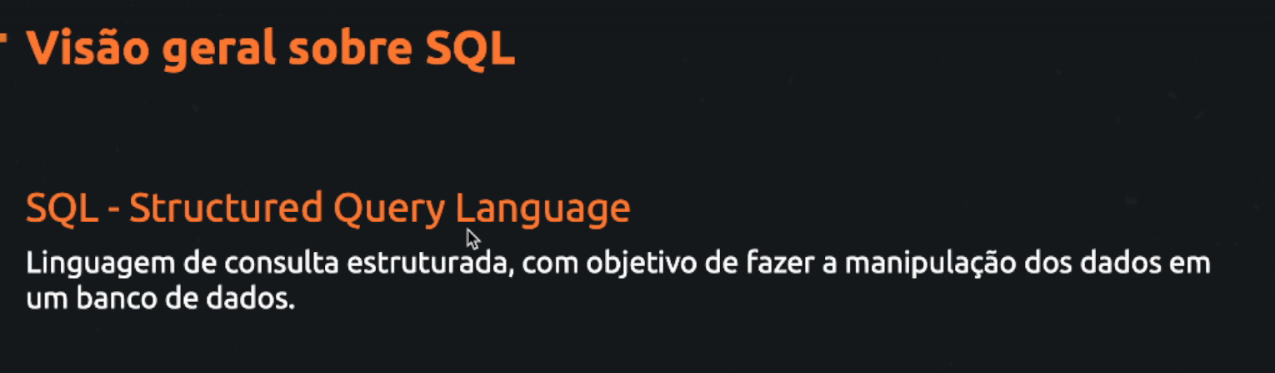 Visão geral sobre SQL
SQL - Structured Query Language
Linguagem de consulta estruturada, com objetivo de fazer a manipulação dos dados em
um banco de dados.